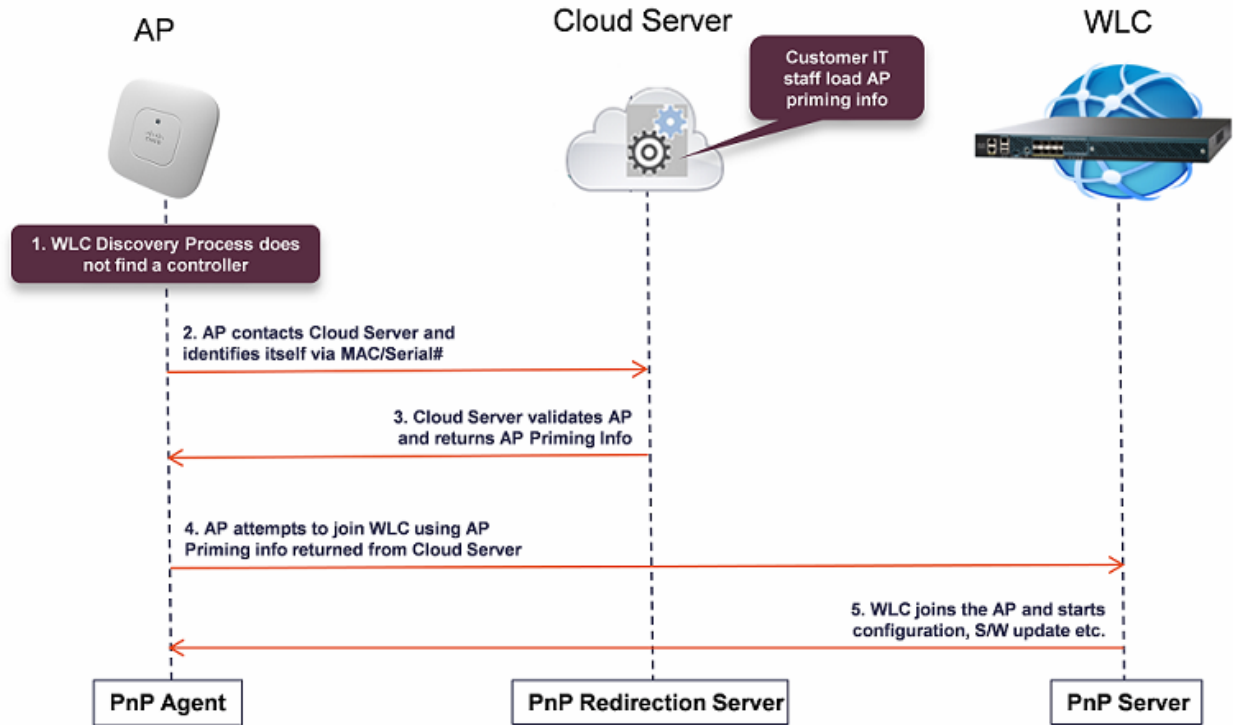 AP
Cloud Server
WLC
Customer IT
staff load AP
priming info
CISCO
1. WLC Discovery Process does
not find a controller
2. AP contacts Cloud Server and
identifies itself via MAC/Serial#
3. Cloud Server validates AP
and returns AP Priming Info
4. AP attempts to join WLC using AP
Priming info returned from Cloud Server
5. WLC joins the AP and starts
configuration, S/W update etc.
PnP Agent
PnP Redirection Server
PnP Server